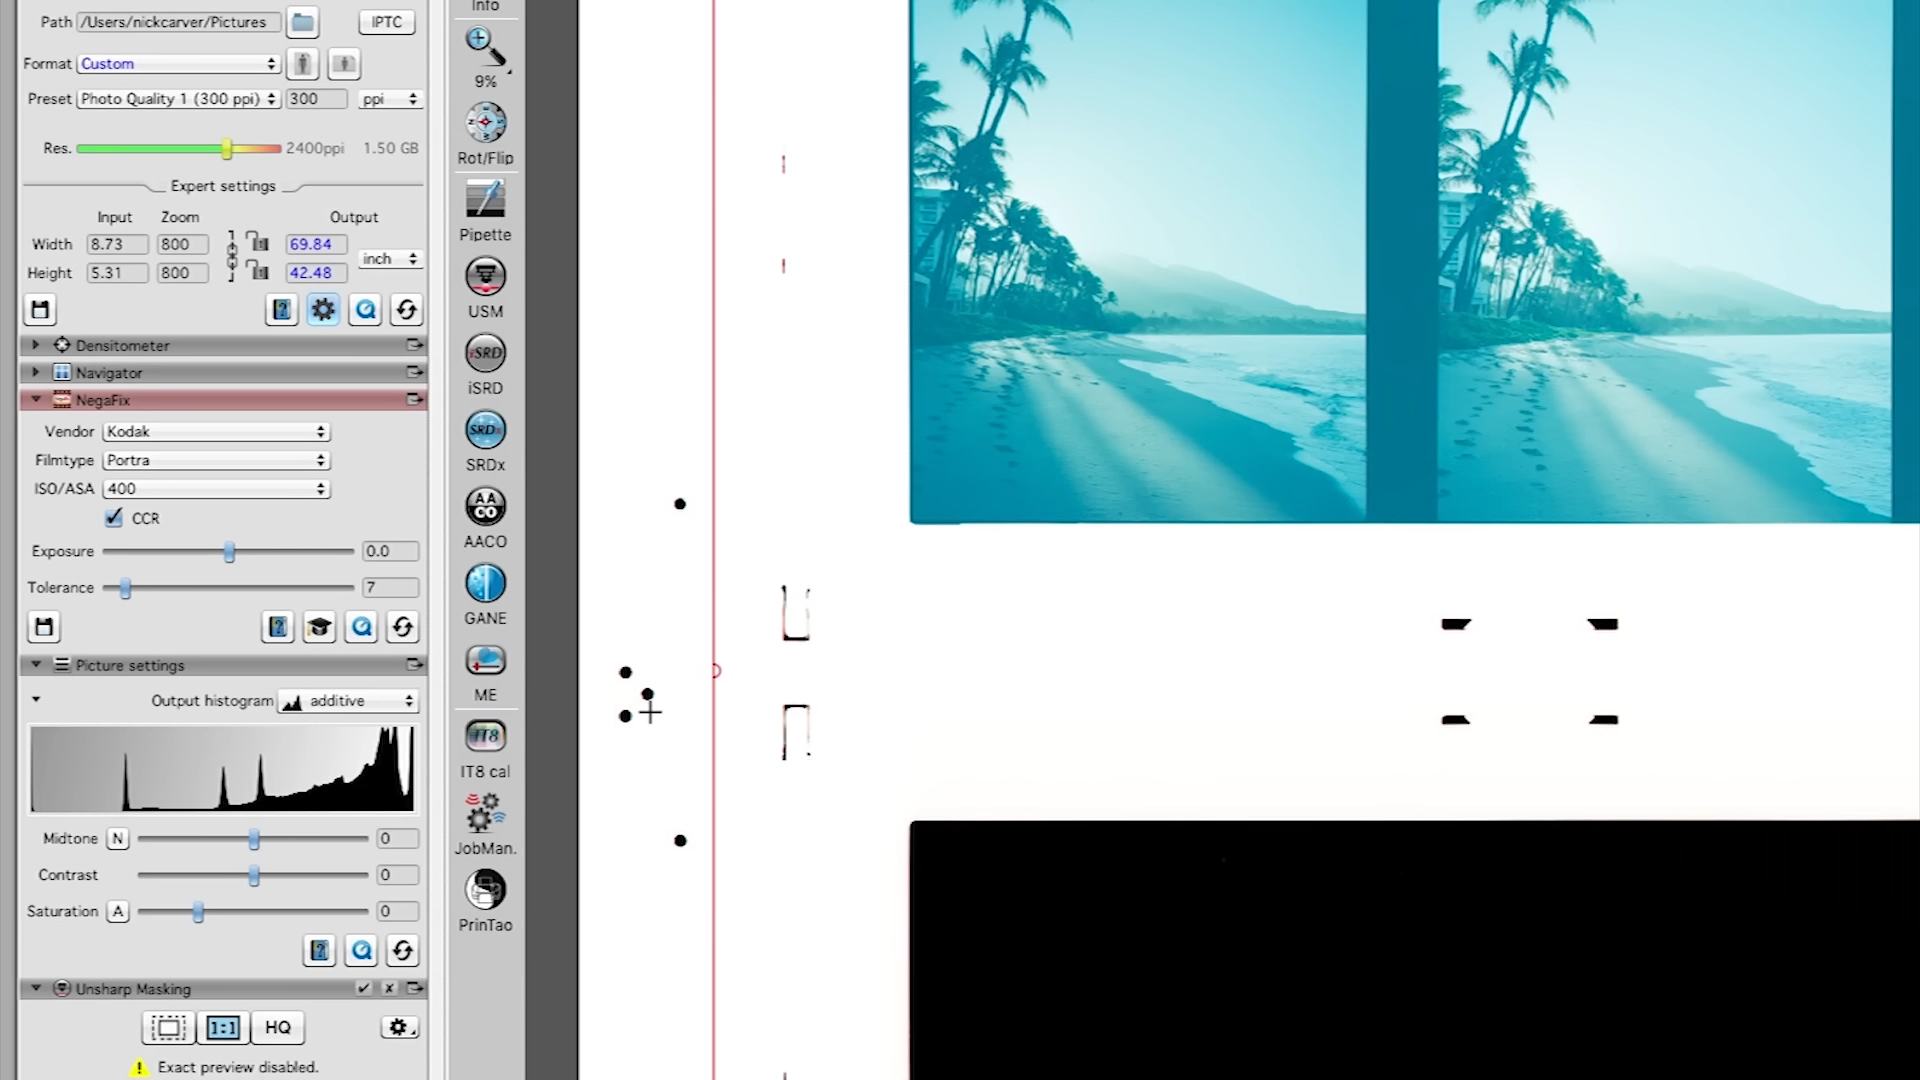 Path /Users/nickcarver/Pictures IPTC
Format Custom
Preset Photo Quality 1 (300 ppi) 300 ppi
Res. 2400ppi 1.50 GB
Expert settings
Input Zoom Output
Width 8.73 800 69.84
inch
Height 5.31 800 42.48
Densitometer
Navigator
NegaFix
Vendor Kodak
Filmtype Portra
ISO/ASA 400
CCR
Exposure 0.0
Tolerance 7
Picture settings
Output histogram additive
Midtone N 0
Contrast 0
Saturation A 0
Unsharp Masking
1:1 HQ
Exact preview disabled.
Info
9%
Rot/Flip
Pipette
USM
iSRD
iSRD
SRDx
SRDx
AACO
AACO
GANE
ME
IT8
IT8 cal
JobMan.
PrinTao